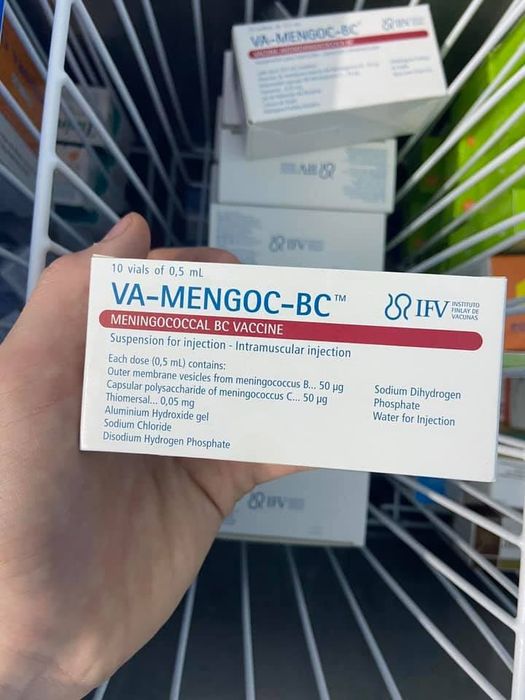 VA-MENGOC-BC
IFV
IFV
10 vials of 0,5 mL
VA-MENGOC-BC™
IFV INSTITUTO
FINLAY DE
VACUNAS
MENINGOCOCCAL BC VACCINE
Suspension for injection - Intramuscular injection
Each dose (0,5 mL) contains:
Outer membrane vesicles from meningococcus B... 50 µg
Capsular polysaccharide of meningococcus C... 50 µg
Thiomersal... 0,05 mg
Aluminium Hydroxide gel
Sodium Chloride
Disodium Hydrogen Phosphate
Sodium Dihydrogen
Phosphate
Water for Injection
IFV